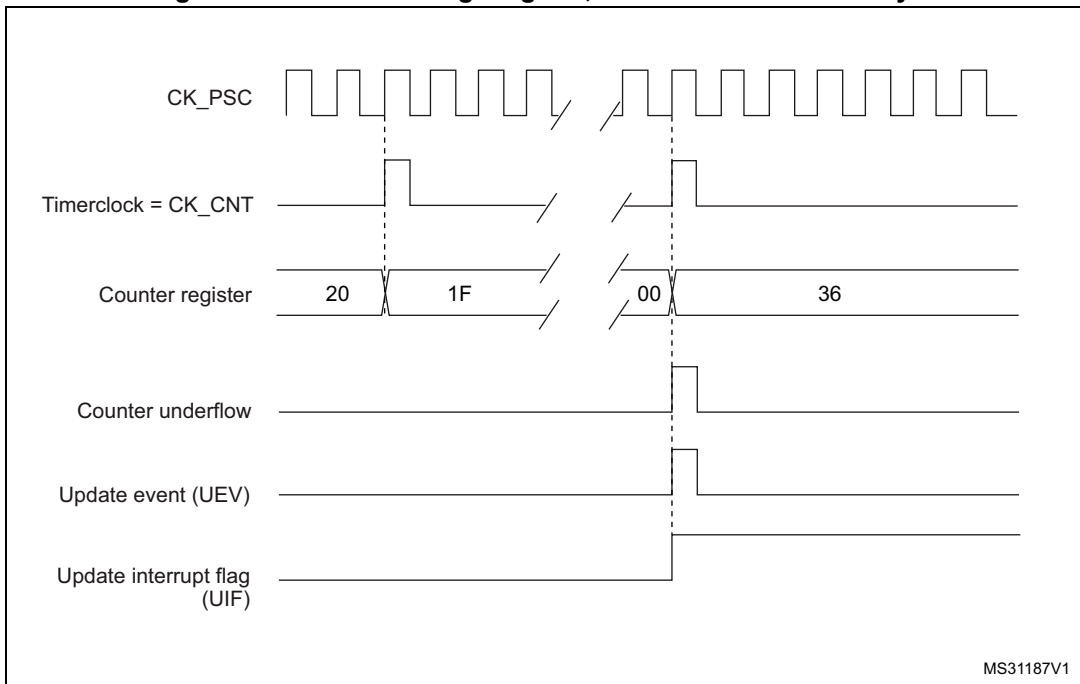 CK_PSC
Timerclock = CK_CNT
Counter register
20
1F
00
36
Counter underflow
Update event (UEV)
Update interrupt flag
(UIF)
MS31187V1